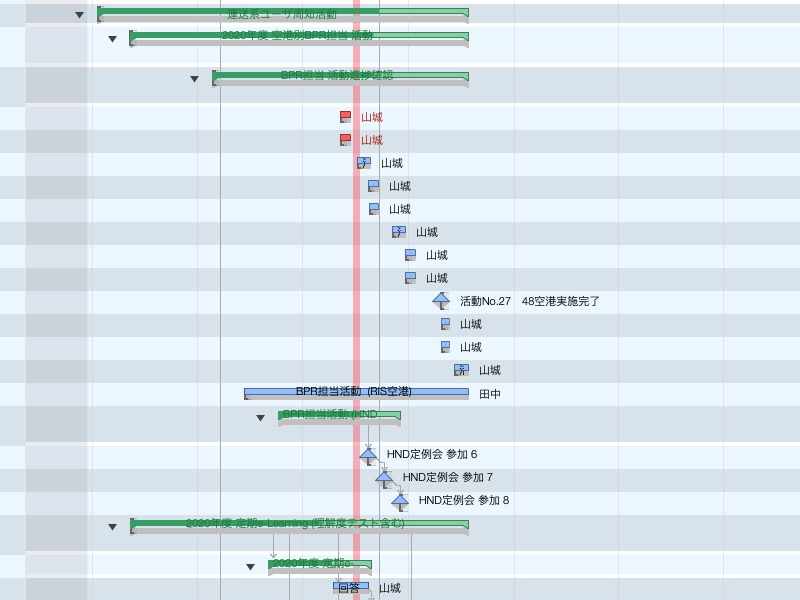 運送系ユーザ周知活動
2020年度 空港別BPR担当 活動
BPR担当 活動進捗確認
山城
山城
山城
山城
山城
山城
山城
山城
活動No.27 48空港実施完了
山城
山城
山城
BPR担当活動 (RIS空港)
田中
BPR担当活動 (HND
HND定例会 参加 6
HND定例会 参加 7
HND定例会 参加 8
2020年度 定期e-Learning (理解度テスト含む)
2020年度 定期e-
回答 山城